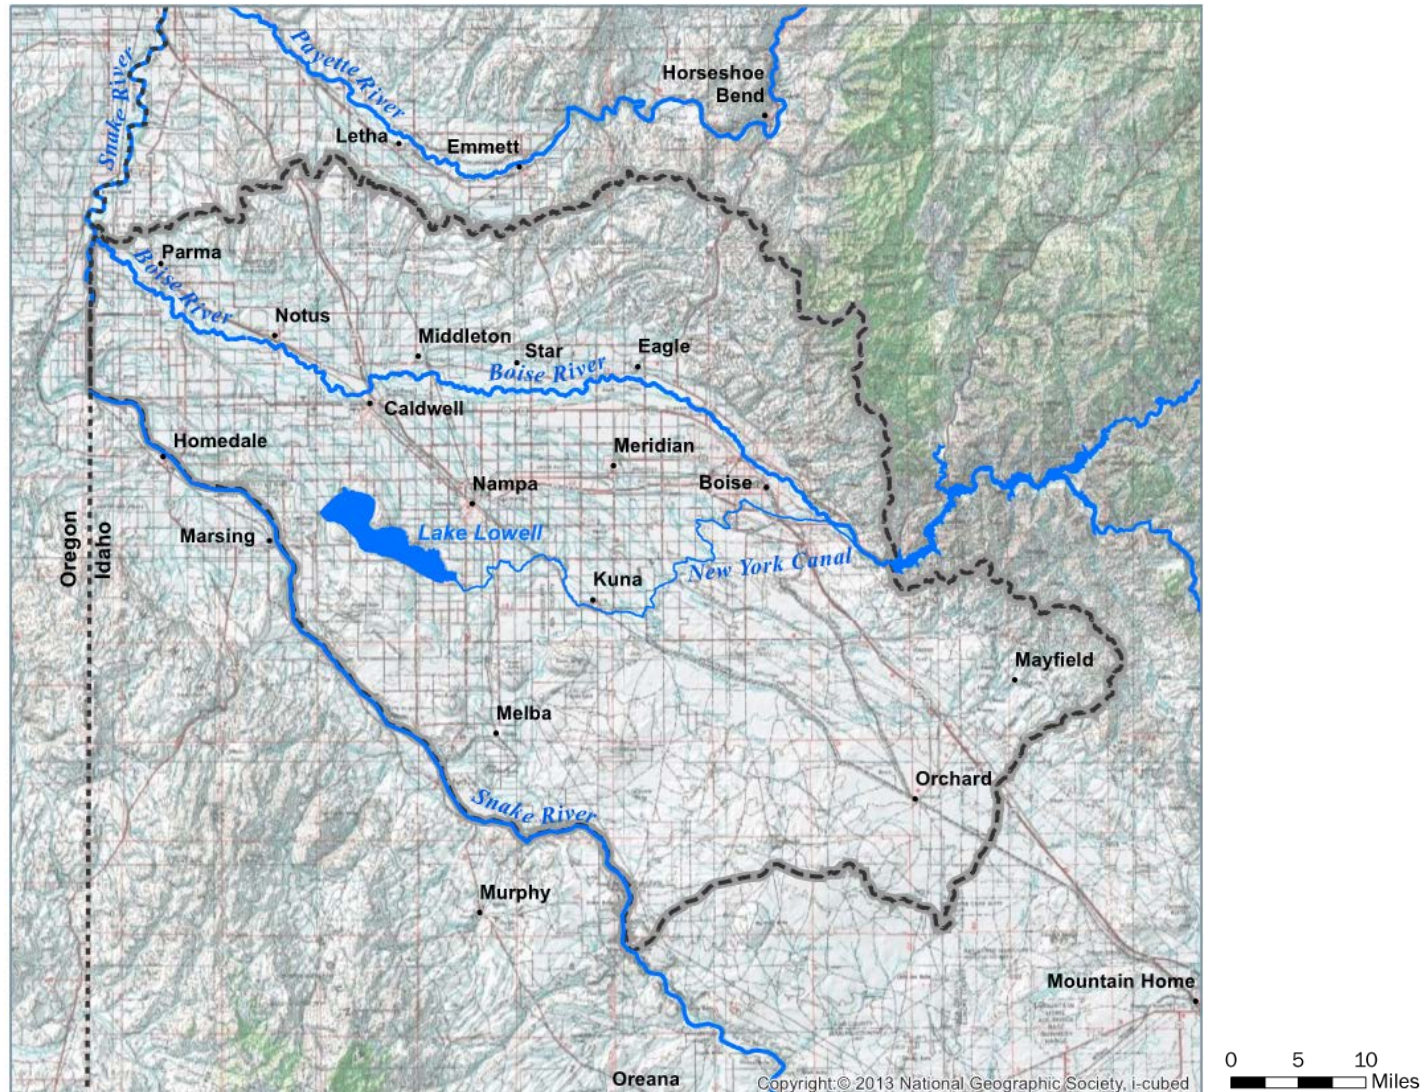 Snake River
Payette River
Horseshoe
Bend
Letha
Emmett
Parma
Boise River
Notus
Middleton
Star
Eagle
Boise River
Caldwell
Homedale
Meridian
Nampa
Boise
Lake Lowell
Marsing
Oregon
Idaho
New York Canal
Kuna
Mayfield
Melba
Orchard
Snake River
Murphy
Mountain Home
Oreana
Copyright:© 2013 National Geographic Society, i-cubed
0 5 10
Miles